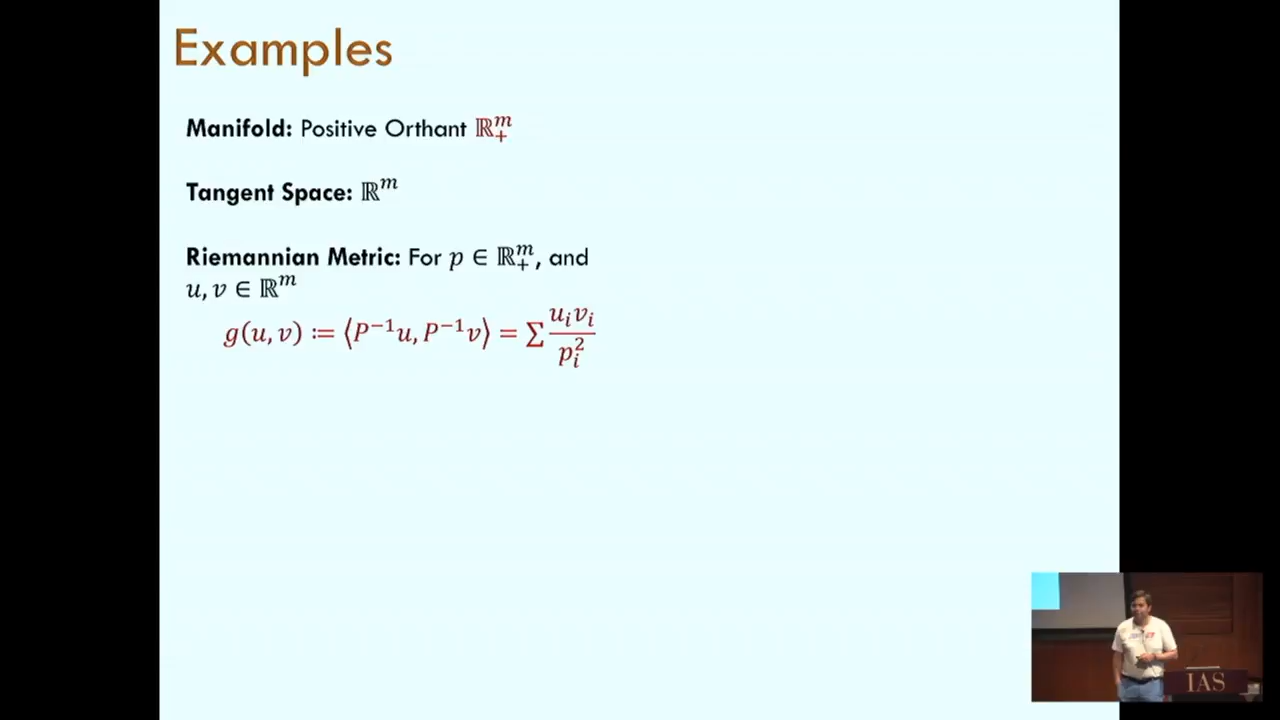 Examples
Manifold: Positive Orthant ℝ₊ᵐ
Tangent Space: ℝᵐ
Riemannian Metric: For p ∈ ℝ₊ᵐ, and
u, v ∈ ℝᵐ
g(u, v) ≔ ⟨P⁻¹u, P⁻¹v⟩ = ∑ uᵢvᵢ / pᵢ²
IAS